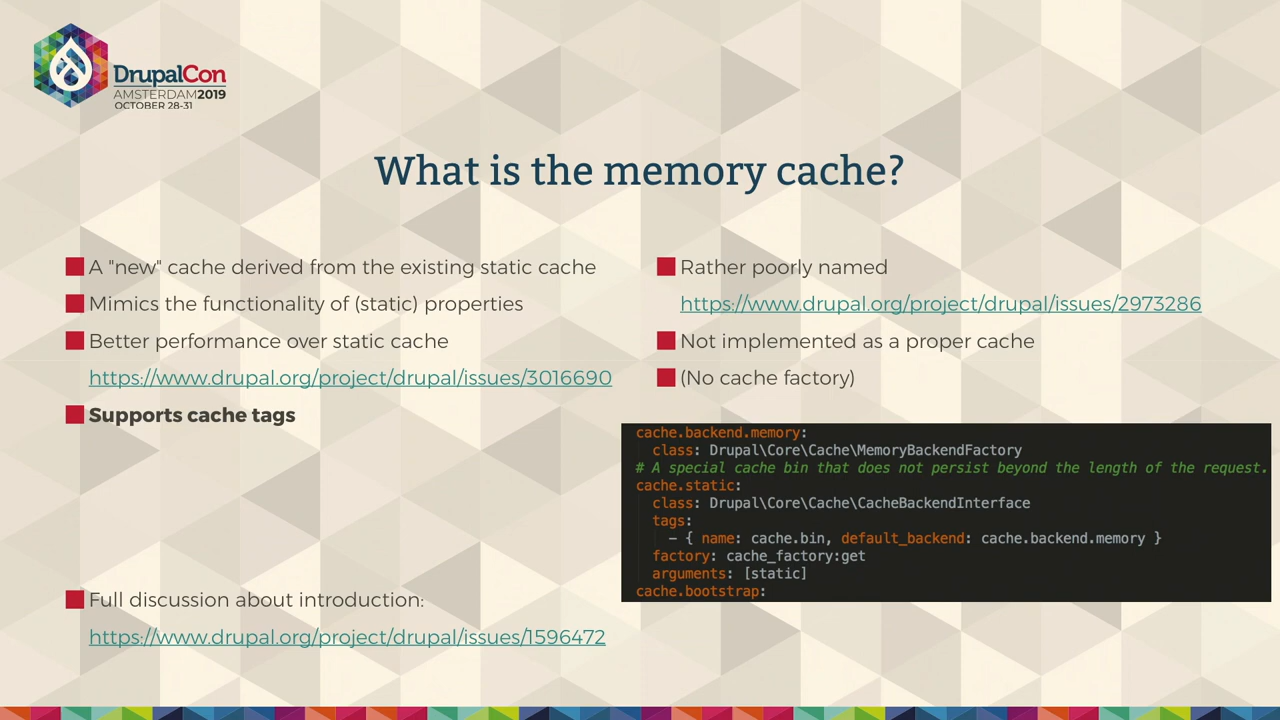 DrupalCon
AMSTERDAM2019
OCTOBER 28-31
What is the memory cache?
A "new" cache derived from the existing static cache
Mimics the functionality of (static) properties
Better performance over static cache
https://www.drupal.org/project/drupal/issues/3016690
Supports cache tags
Full discussion about introduction:
https://www.drupal.org/project/drupal/issues/1596472
Rather poorly named
https://www.drupal.org/project/drupal/issues/2973286
Not implemented as a proper cache
(No cache factory)
cache.backend.memory:
  class: Drupal\Core\Cache\MemoryBackendFactory
# A special cache bin that does not persist beyond the length of the request.
cache.static:
  class: Drupal\Core\Cache\CacheBackendInterface
  tags:
    - { name: cache.bin, default_backend: cache.backend.memory }
  factory: cache_factory:get
  arguments: [static]
cache.bootstrap: